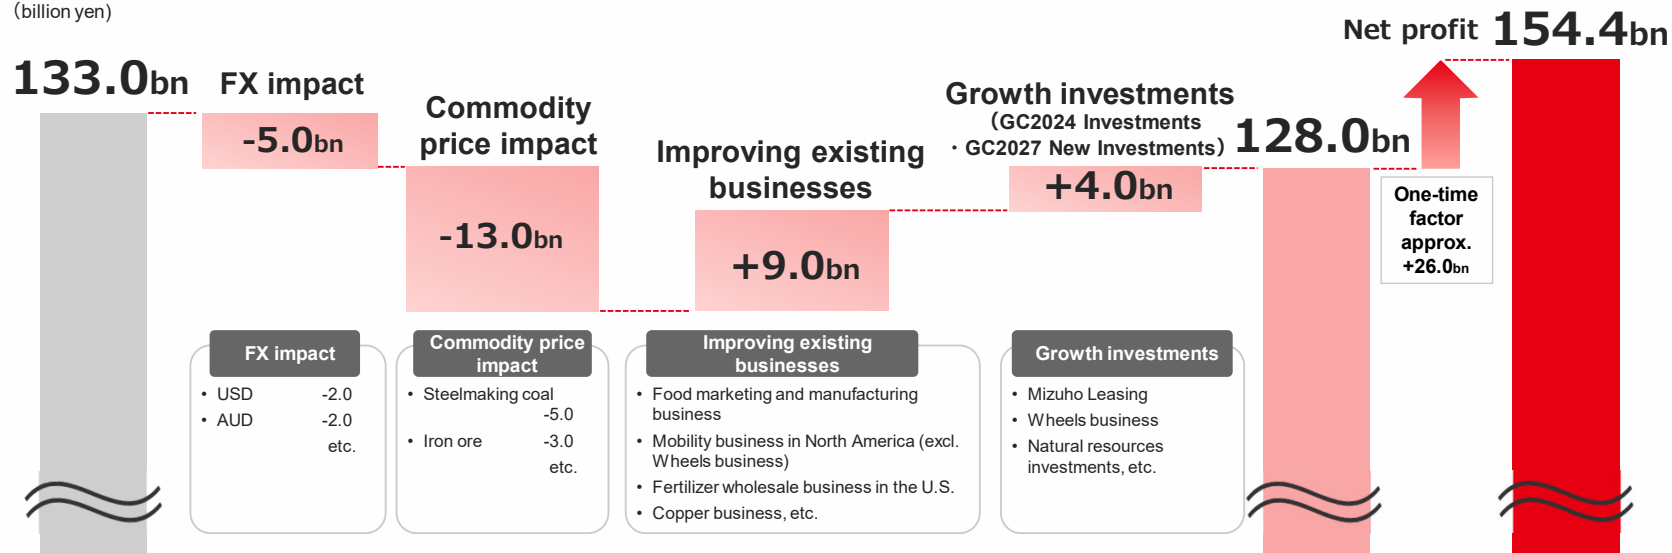 （billion yen)
133.0bn
FX impact
-5.0bn
Commodity
price impact
-13.0bn
Improving existing
businesses
+9.0bn
Growth investments
（GC2024 Investments
・GC2027 New Investments）
+4.0bn
128.0bn
One-time
factor
approx.
+26.0bn
Net profit 154.4bn
FX impact
• USD -2.0
• AUD -2.0
etc.
Commodity price
impact
• Steelmaking coal
-5.0
• Iron ore -3.0
etc.
Improving existing
businesses
• Food marketing and manufacturing
business
• Mobility business in North America (excl.
Wheels business)
• Fertilizer wholesale business in the U.S.
• Copper business, etc.
Growth investments
• Mizuho Leasing
• Wheels business
• Natural resources
investments, etc.